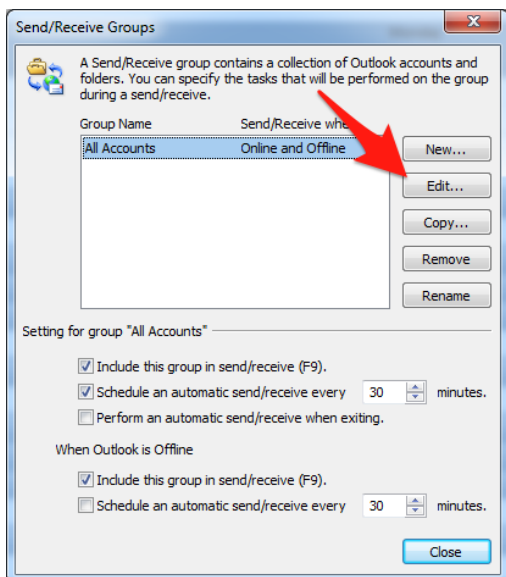 Send/Receive Groups
A Send/Receive group contains a collection of Outlook accounts and
folders. You can specify the tasks that will be performed on the group
during a send/receive.
Group Name Send/Receive
All Accounts Online and Offline
New...
Edit...
Copy...
Remove
Rename
Setting for group "All Accounts"
Include this group in send/receive (F9).
Schedule an automatic send/receive every 30 minutes.
Perform an automatic send/receive when exiting.
When Outlook is Offline
Include this group in send/receive (F9).
Schedule an automatic send/receive every 30 minutes.
Close